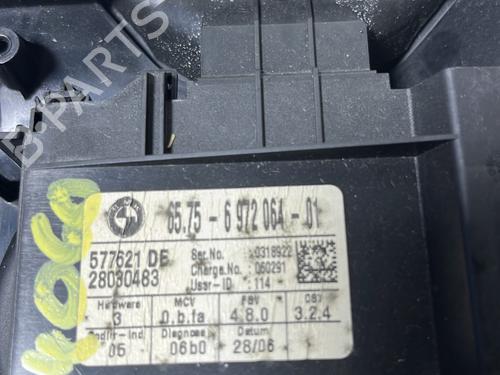 B-PARTS
65.75 - 6 972 06A - 01
577621 DE
28030483
Ser.No. : 0318922
Charge.No. : 060291
User-ID : 114
Hardware
3
MCV
0.b.fa
FSV
4.8.0
OSV
3.2.4
Codier-Ind
05
Diagnose
06b0
Datum
28/06